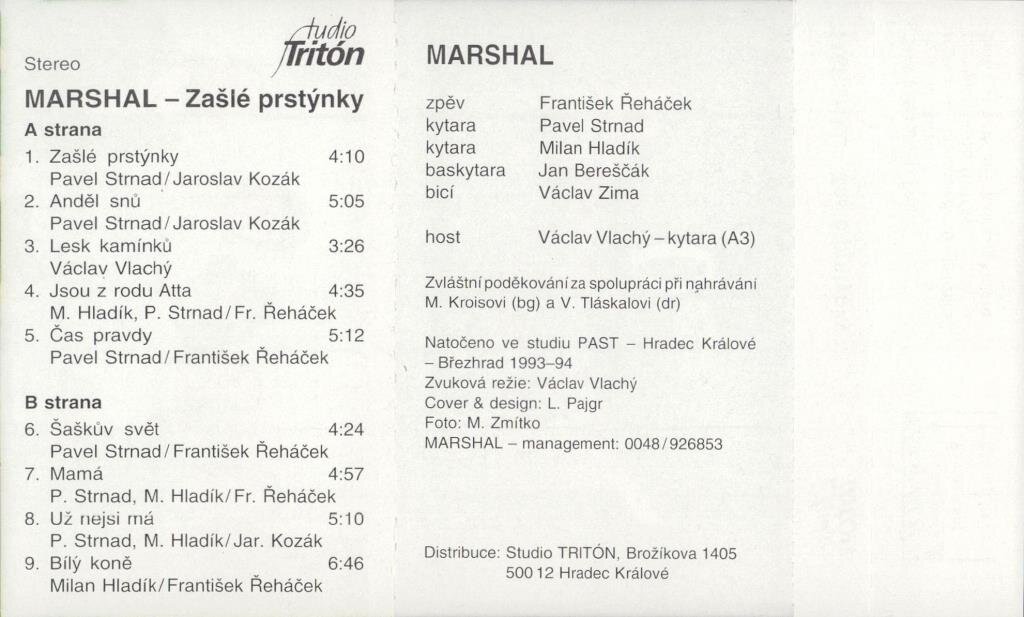 Stereo
Studio
Tritón
MARSHAL – Zašlé prstýnky
A strana
1. Zašlé prstýnky 4:10
Pavel Strnad/Jaroslav Kozák
2. Anděl snů 5:05
Pavel Strnad/Jaroslav Kozák
3. Lesk kamínků 3:26
Václav Vlachý
4. Jsou z rodu Atta 4:35
M. Hladík, P. Strnad/Fr. Řeháček
5. Čas pravdy 5:12
Pavel Strnad/František Řeháček
B strana
6. Šaškův svět 4:24
Pavel Strnad/František Řeháček
7. Mamá 4:57
P. Strnad, M. Hladík/Fr. Řeháček
8. Už nejsi má 5:10
P. Strnad, M. Hladík/Jar. Kozák
9. Bílý koně 6:46
Milan Hladík/František Řeháček
MARSHAL
zpěv František Řeháček
kytara Pavel Strnad
kytara Milan Hladík
baskytara Jan Bereščák
bicí Václav Zima
host Václav Vlachý – kytara (A3)
Zvláštní poděkování za spolupráci při nahrávání
M. Kroisovi (bg) a V. Tláskalovi (dr)
Natočeno ve studiu PAST – Hradec Králové
– Březhrad 1993–94
Zvuková režie: Václav Vlachý
Cover & design: L. Pajgr
Foto: M. Zmítko
MARSHAL – management: 0048/926853
Distribuce: Studio TRITÓN, Brožíkova 1405
500 12 Hradec Králové